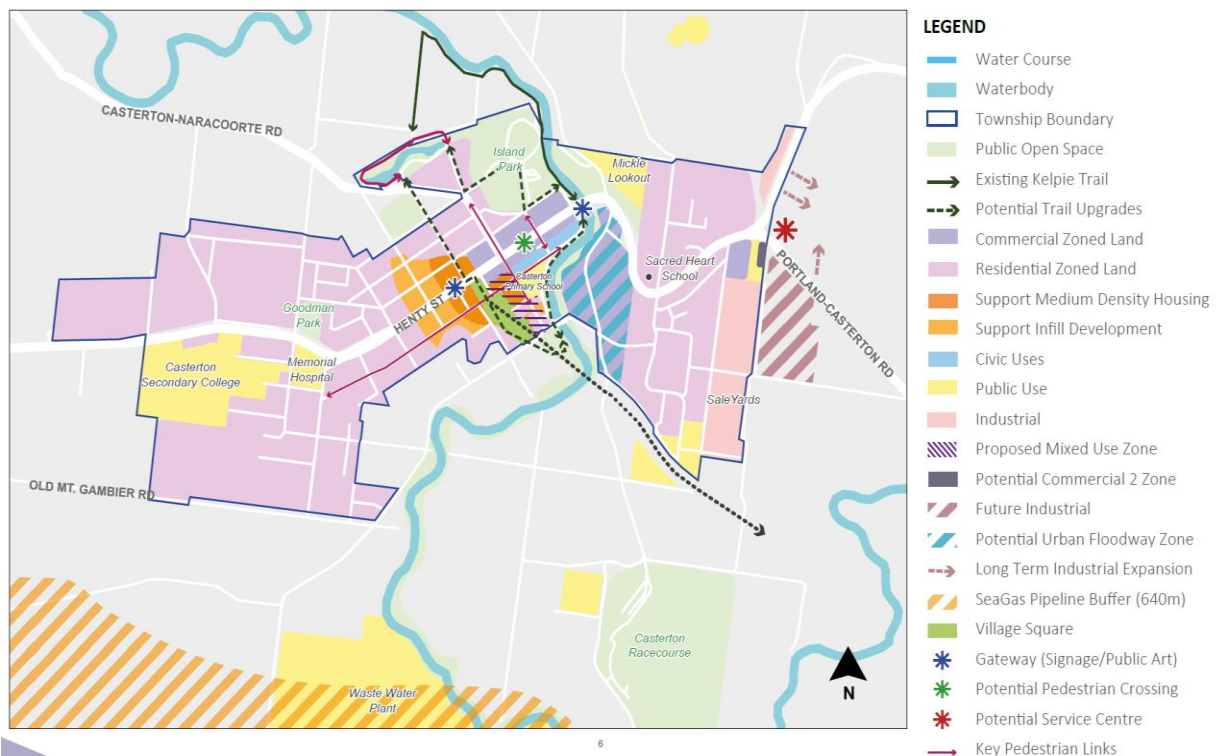 CASTERTON-NARACOORTE RD
Island
Park
Mickle
Lookout
Sacred Heart
School
PORTLAND-CASTERTON RD
Casterton
Primary School
HENTY ST
Goodman
Park
Memorial
Hospital
Casterton
Secondary College
SaleYards
OLD MT. GAMBIER RD
Casterton
Racecourse
Waste Water
Plant
N
6
LEGEND
Water Course
Waterbody
Township Boundary
Public Open Space
Existing Kelpie Trail
Potential Trail Upgrades
Commercial Zoned Land
Residential Zoned Land
Support Medium Density Housing
Support Infill Development
Civic Uses
Public Use
Industrial
Proposed Mixed Use Zone
Potential Commercial 2 Zone
Future Industrial
Potential Urban Floodway Zone
Long Term Industrial Expansion
SeaGas Pipeline Buffer (640m)
Village Square
Gateway (Signage/Public Art)
Potential Pedestrian Crossing
Potential Service Centre
Key Pedestrian Links